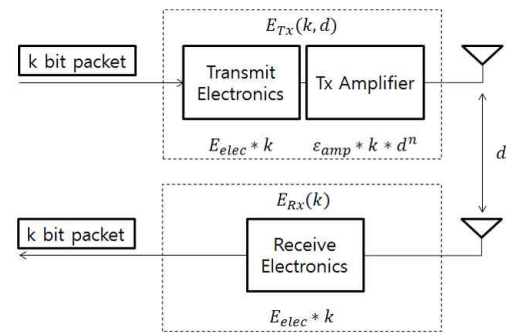 E_{Tx}(k, d)
k bit packet
Transmit
Electronics
Tx Amplifier
E_{elec} * k
ε_{amp} * k * d^n
d
E_{Rx}(k)
k bit packet
Receive
Electronics
E_{elec} * k